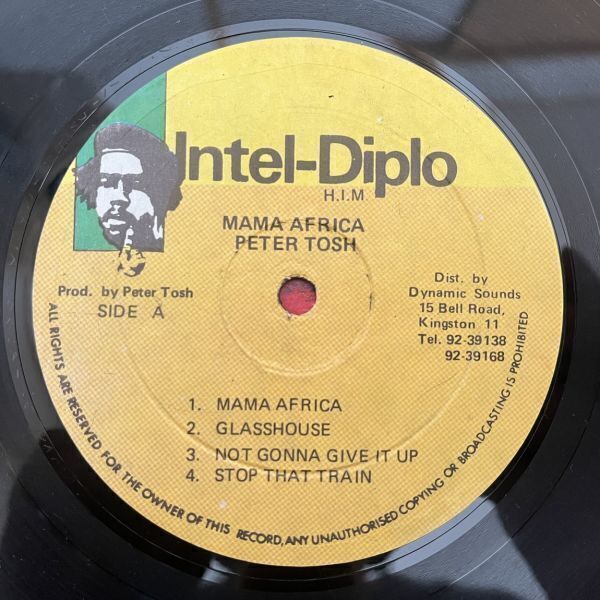 Intel-Diplo
H.I.M.
MAMA AFRICA
PETER TOSH
Prod. by Peter Tosh
SIDE A
Dist. by
Dynamic Sounds
15 Bell Road,
Kingston 11
Tel. 92-39138
92-39168
1. MAMA AFRICA
2. GLASSHOUSE
3. NOT GONNA GIVE IT UP
4. STOP THAT TRAIN
ALL RIGHTS ARE RESERVED FOR THE OWNER OF THIS RECORD, ANY UNAUTHORISED COPYING OR BROADCASTING IS PROHIBITED